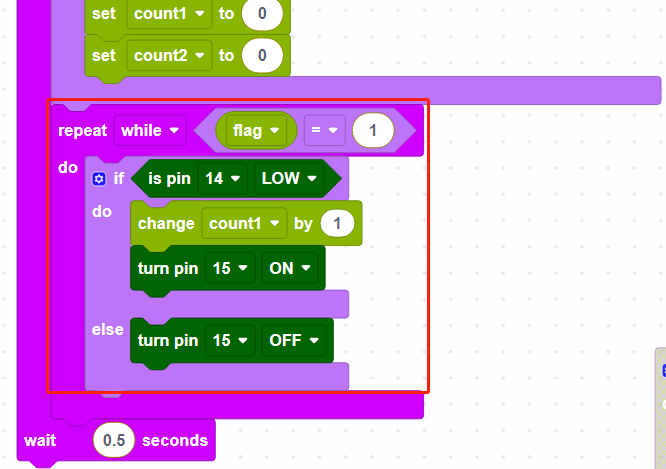 set count1 to 0
set count2 to 0
repeat while flag = 1
do
if is pin 14 LOW
do
change count1 by 1
turn pin 15 ON
else
turn pin 15 OFF
wait 0.5 seconds